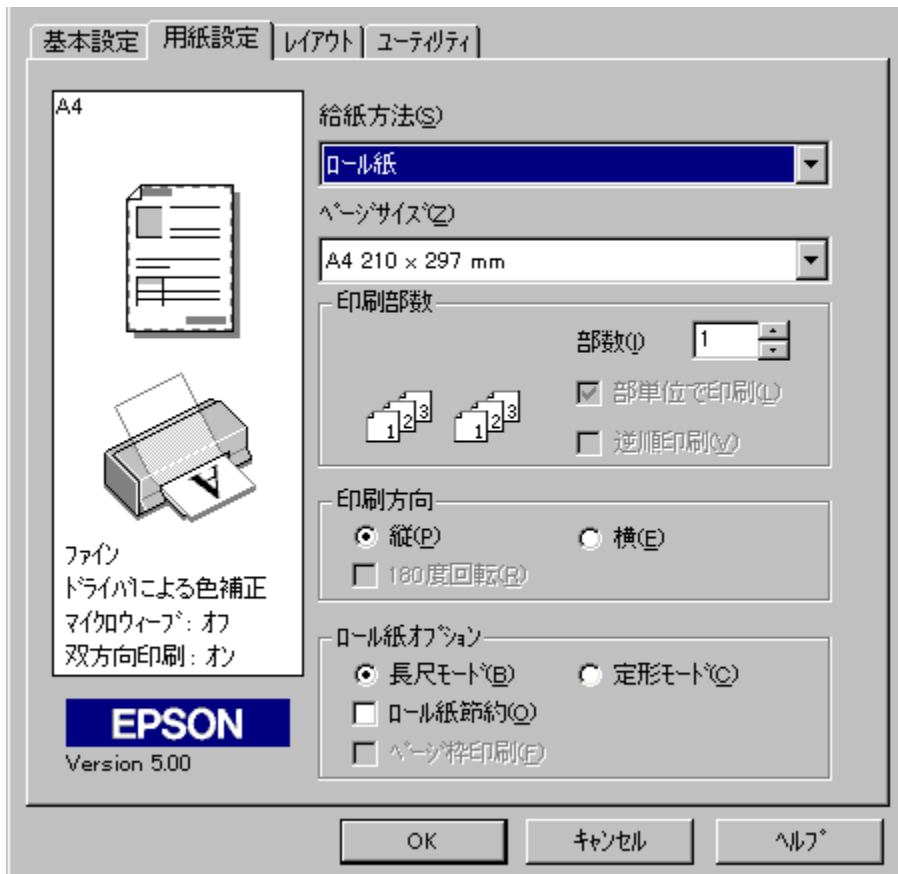 基本設定 用紙設定 ﾚｲｱｳﾄ ﾕｰﾃｨﾘﾃｨ
A4
ﾌｧｲﾝ
ﾄﾞﾗｲﾊﾞによる色補正
ﾏｲｸﾛｳｨｰﾌﾞ: ｵﾌ
双方向印刷: ｵﾝ
EPSON
Version 5.00
給紙方法(S)
ﾛｰﾙ紙
ﾍﾟｰｼﾞｻｲｽﾞ(Z)
A4 210 × 297 mm
印刷部数
部数(I) 1
1 2 3 1 2 3
部単位で印刷(L)
逆順印刷(V)
印刷方向
縦(P) 横(E)
180度回転(R)
ﾛｰﾙ紙ｵﾌﾟｼｮﾝ
長尺ﾓｰﾄﾞ(B) 定形ﾓｰﾄﾞ(C)
ﾛｰﾙ紙節約(O)
ﾍﾟｰｼﾞ枠印刷(F)
OK ｷｬﾝｾﾙ ﾍﾙﾌﾟ